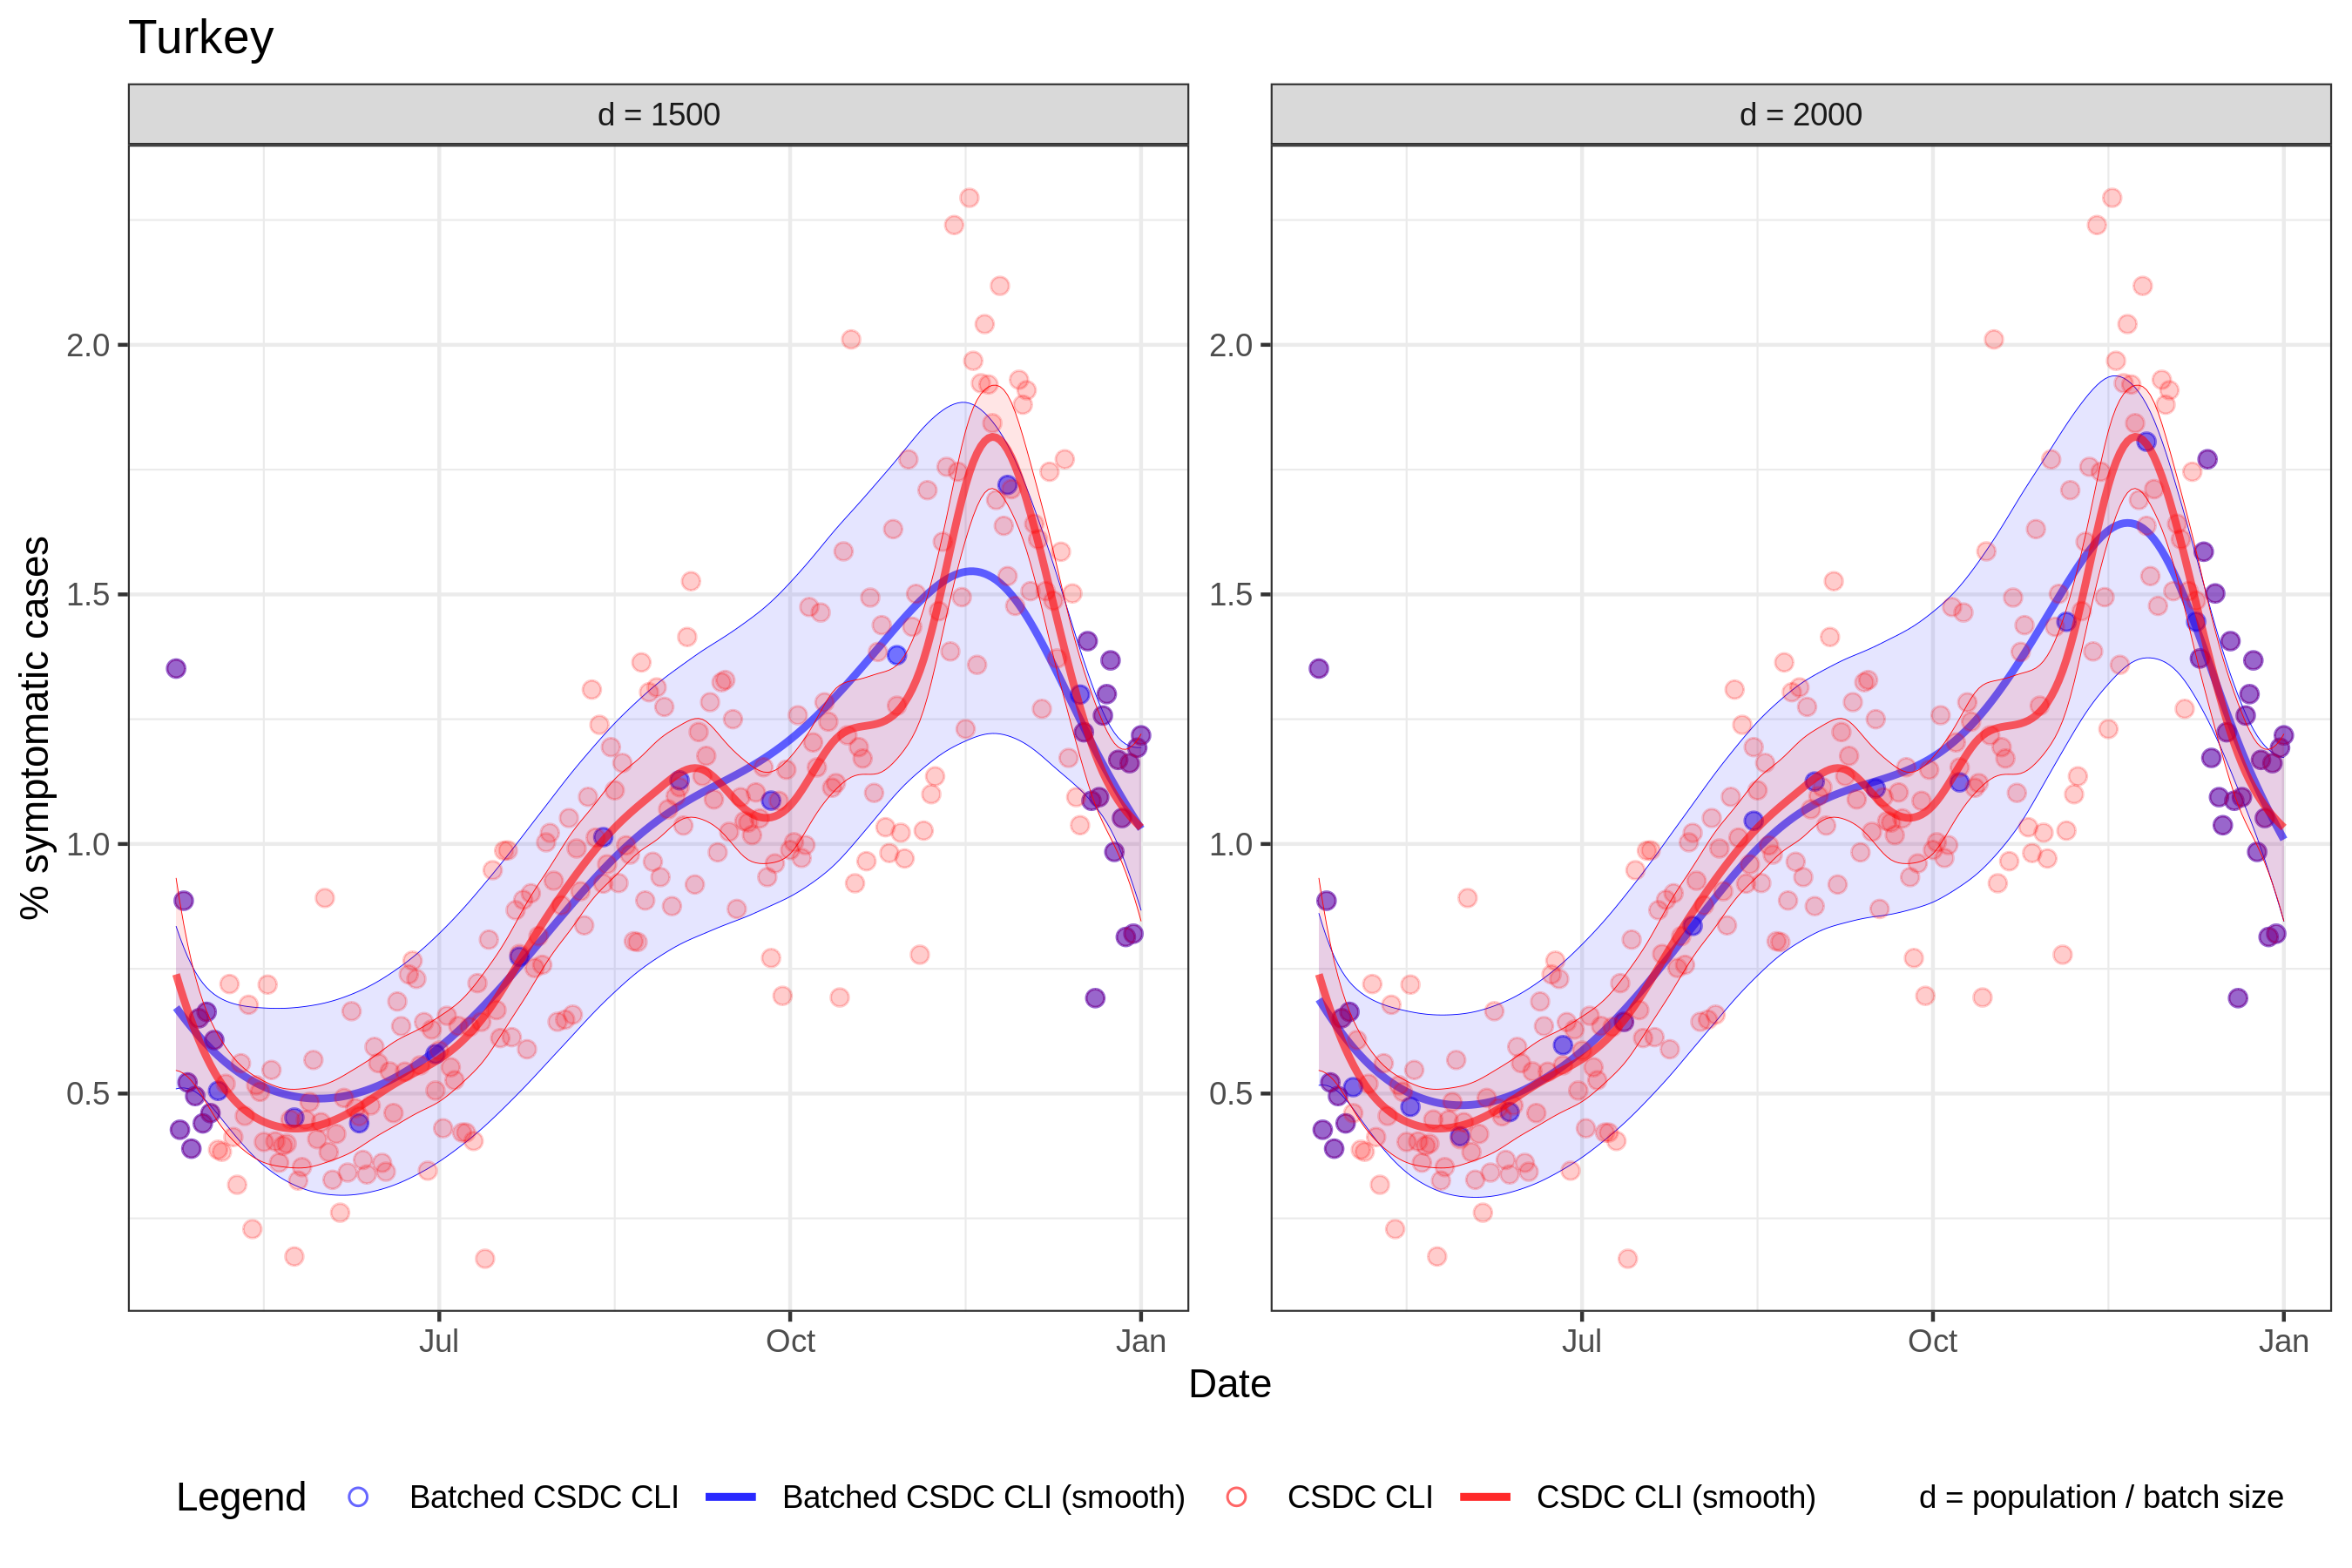 Turkey
d = 1500
d = 2000
% symptomatic cases
2.0
1.5
1.0
0.5
2.0
1.5
1.0
0.5
Jul Oct Jan
Jul Oct Jan
Date
Legend Batched CSDC CLI Batched CSDC CLI (smooth) CSDC CLI CSDC CLI (smooth) d = population / batch size